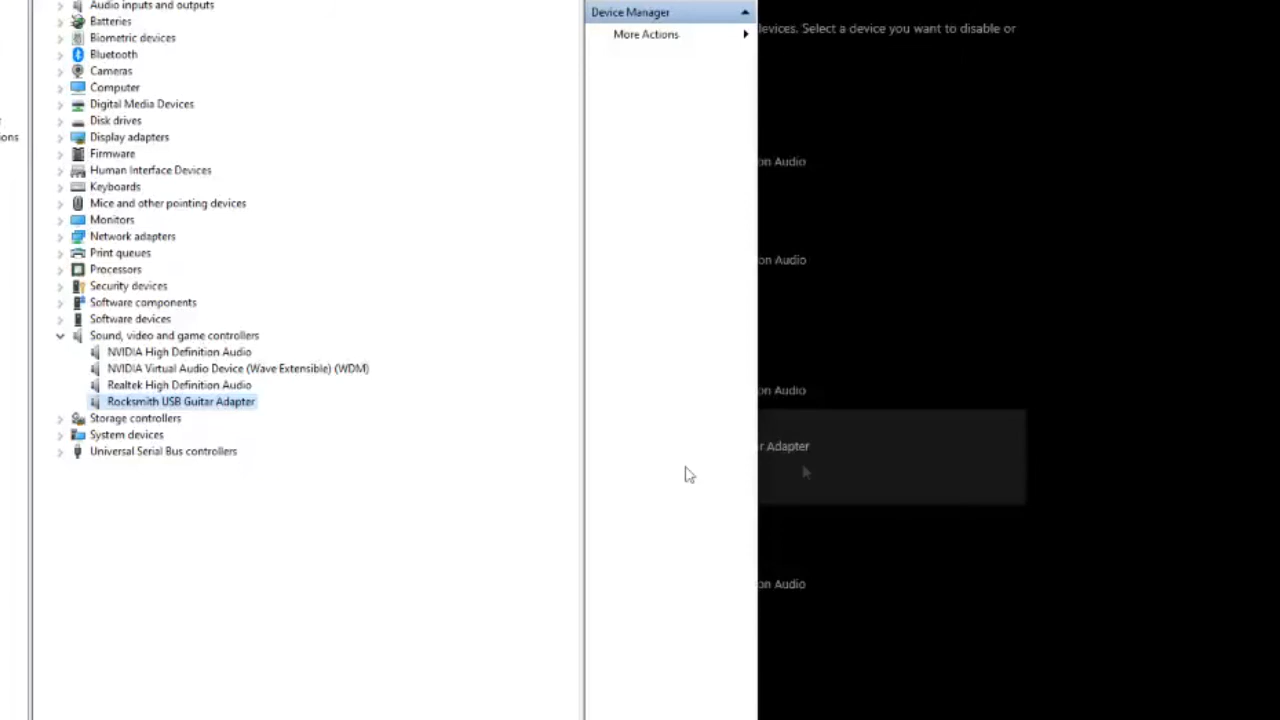 Audio inputs and outputs
Batteries
Biometric devices
Bluetooth
Cameras
Computer
Digital Media Devices
Disk drives
Display adapters
Firmware
Human Interface Devices
Keyboards
Mice and other pointing devices
Monitors
Network adapters
Print queues
Processors
Security devices
Software components
Software devices
Sound, video and game controllers
NVIDIA High Definition Audio
NVIDIA Virtual Audio Device (Wave Extensible) (WDM)
Realtek High Definition Audio
Rocksmith USB Guitar Adapter
Storage controllers
System devices
Universal Serial Bus controllers
ions
Device Manager
More Actions
levices. Select a device you want to disable or
on Audio
on Audio
on Audio
r Adapter
on Audio